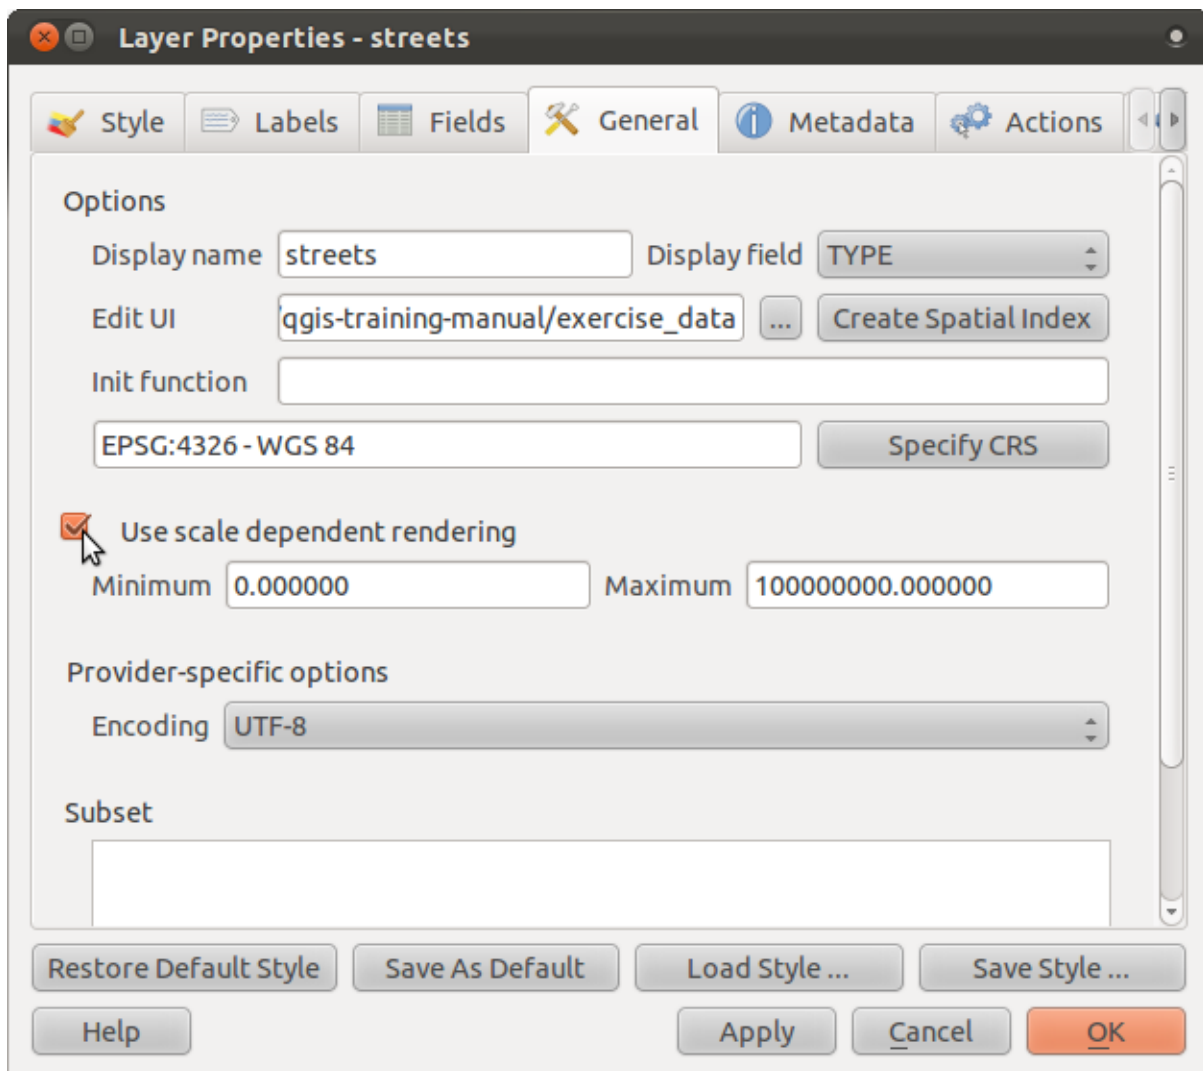 Layer Properties - streets
Style Labels Fields General Metadata Actions
Options
Display name streets Display field TYPE
Edit UI qgis-training-manual/exercise_data ... Create Spatial Index
Init function
EPSG:4326 - WGS 84 Specify CRS
Use scale dependent rendering
Minimum 0.000000 Maximum 100000000.000000
Provider-specific options
Encoding UTF-8
Subset
Restore Default Style Save As Default Load Style ... Save Style ...
Help Apply Cancel OK